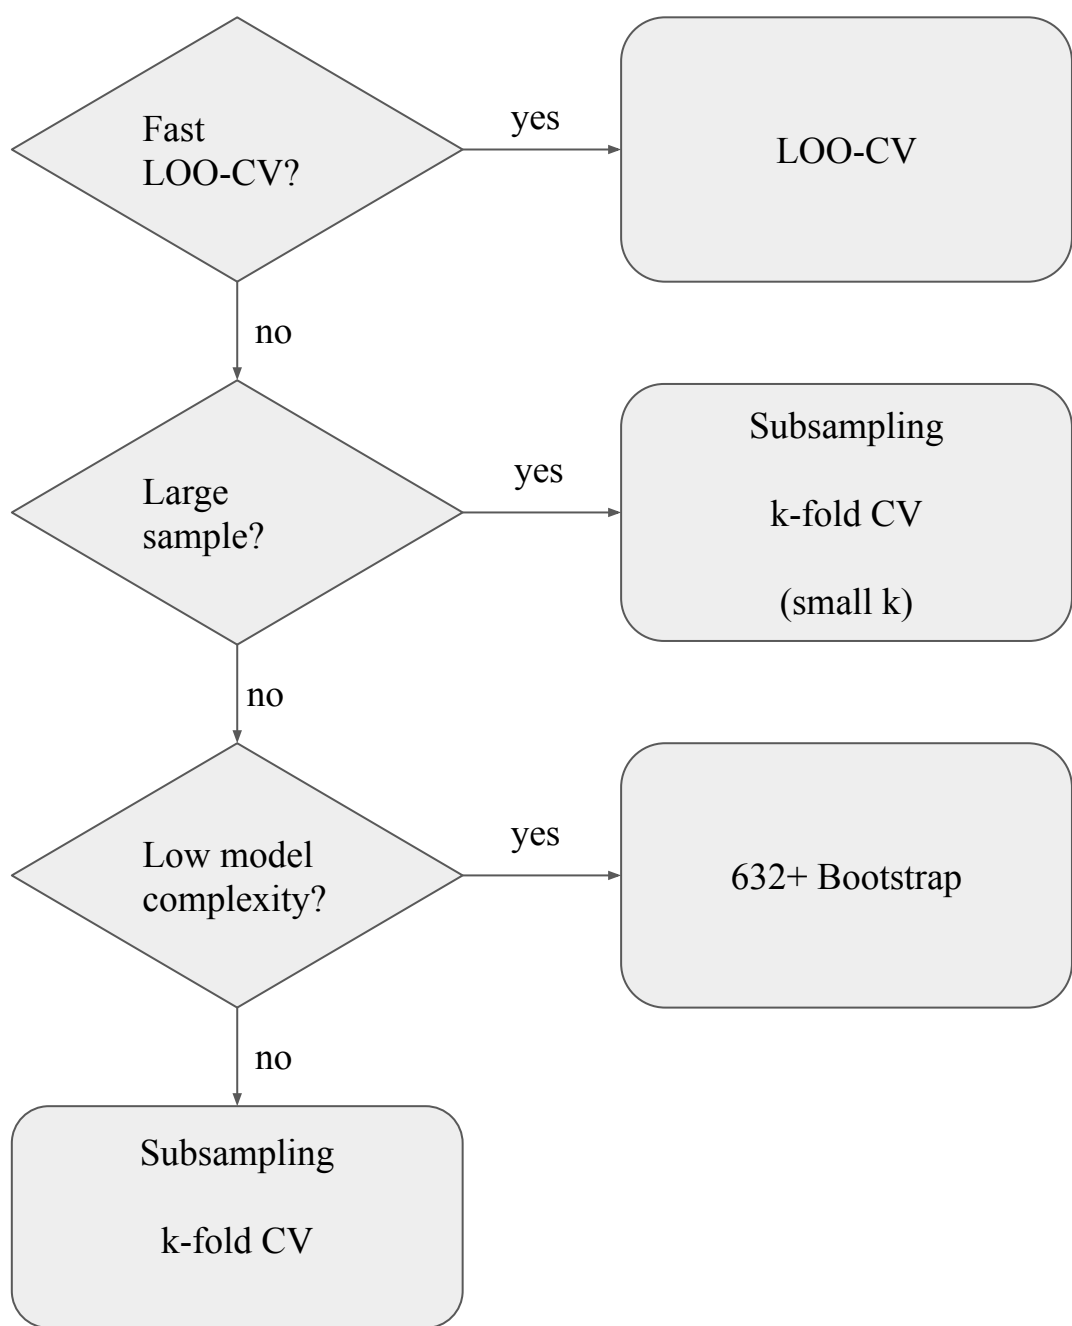 Fast
LOO-CV?
yes
LOO-CV
no
Large
sample?
yes
Subsampling
k-fold CV
(small k)
no
Low model
complexity?
yes
632+ Bootstrap
no
Subsampling
k-fold CV